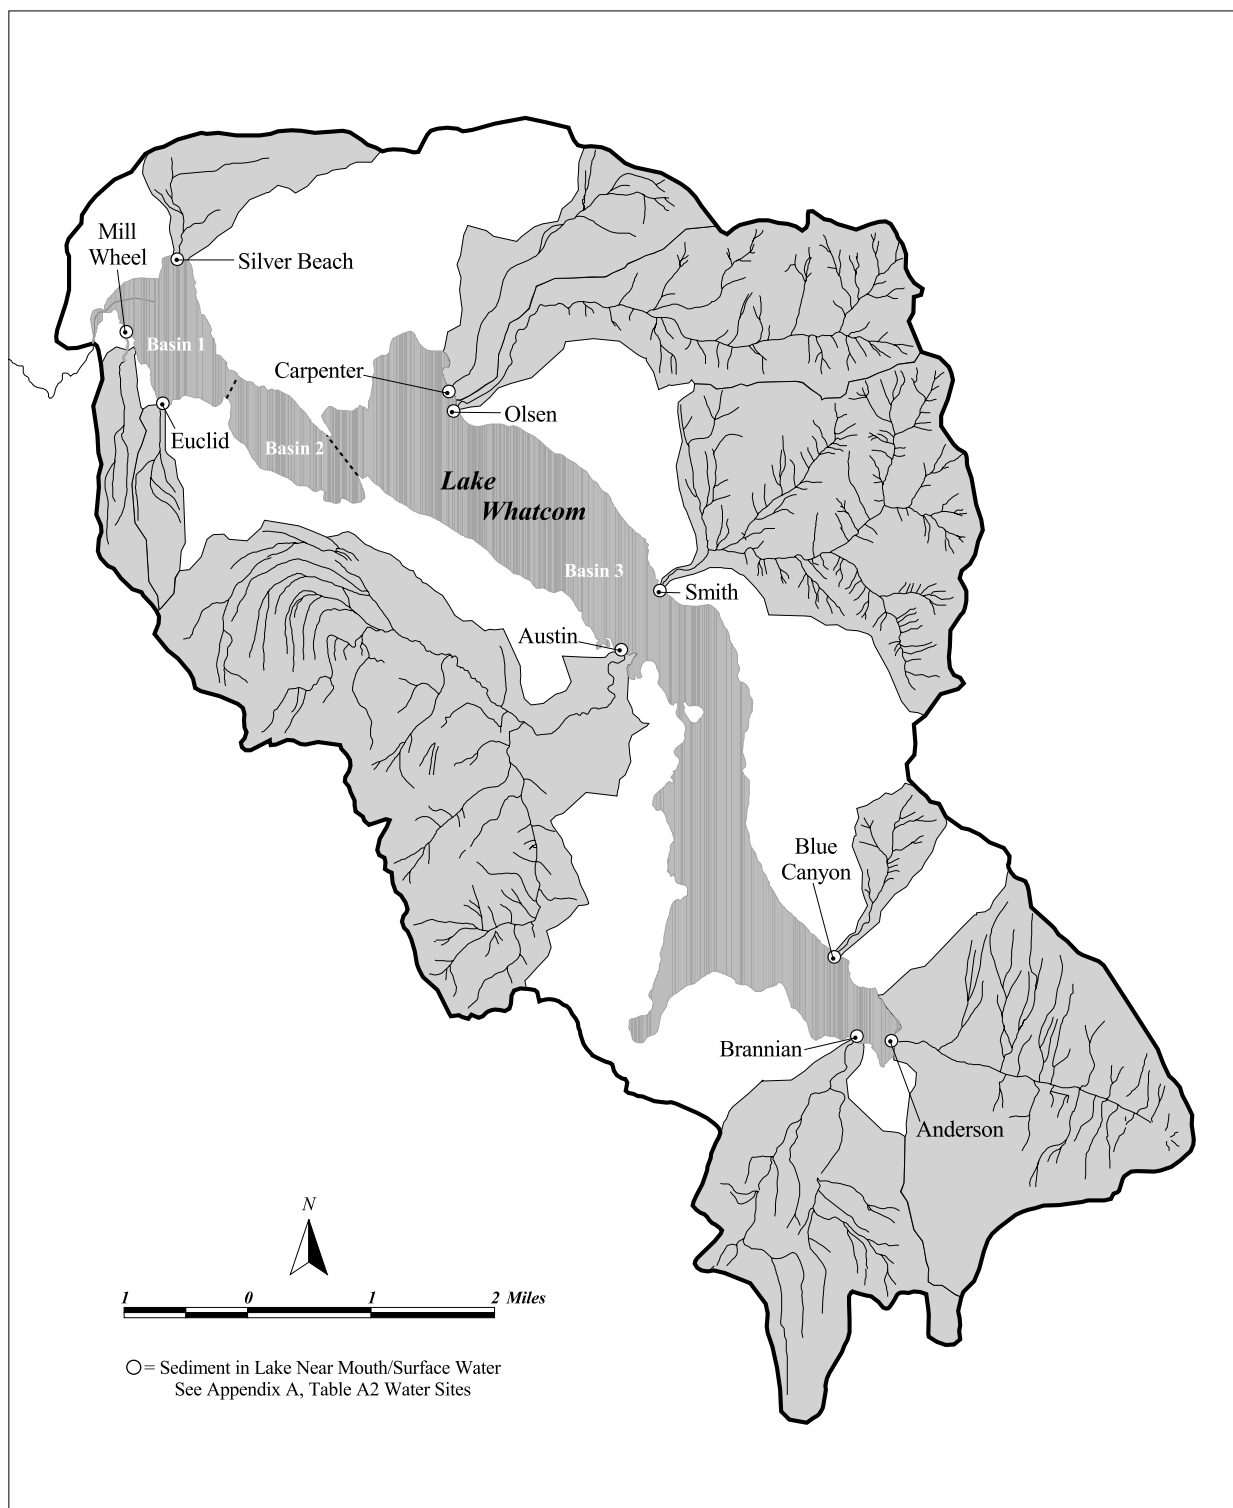 Mill
Wheel
Silver Beach
Basin 1
Carpenter
Olsen
Euclid
Basin 2
Lake
Whatcom
Basin 3
Smith
Austin
Blue
Canyon
Brannian
Anderson
N
1 0 1 2 Miles
= Sediment in Lake Near Mouth/Surface Water
See Appendix A, Table A2 Water Sites